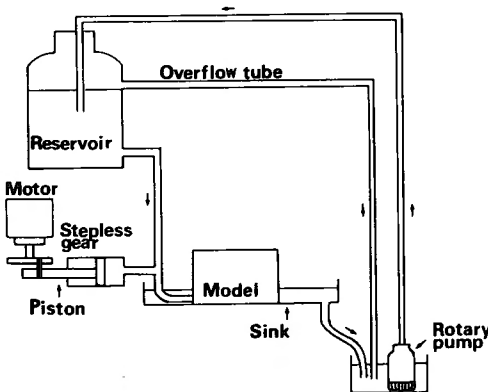 Overflow tube
Reservoir
Motor
Stepless
gear
Piston
Model
Sink
Rotary
pump